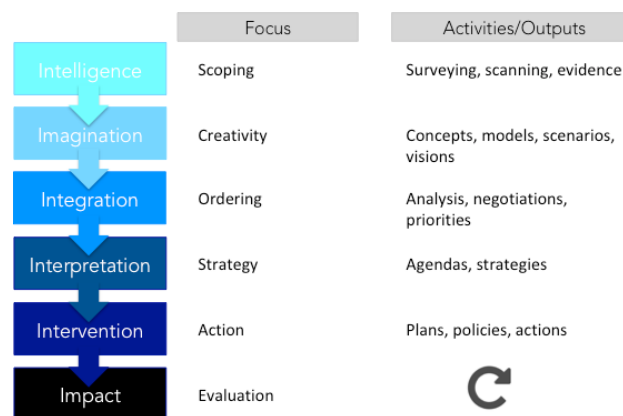 Focus Activities/Outputs
Intelligence Scoping Surveying, scanning, evidence
Imagination Creativity Concepts, models, scenarios,
visions
Integration Ordering Analysis, negotiations,
priorities
Interpretation Strategy Agendas, strategies
Intervention Action Plans, policies, actions
Impact Evaluation